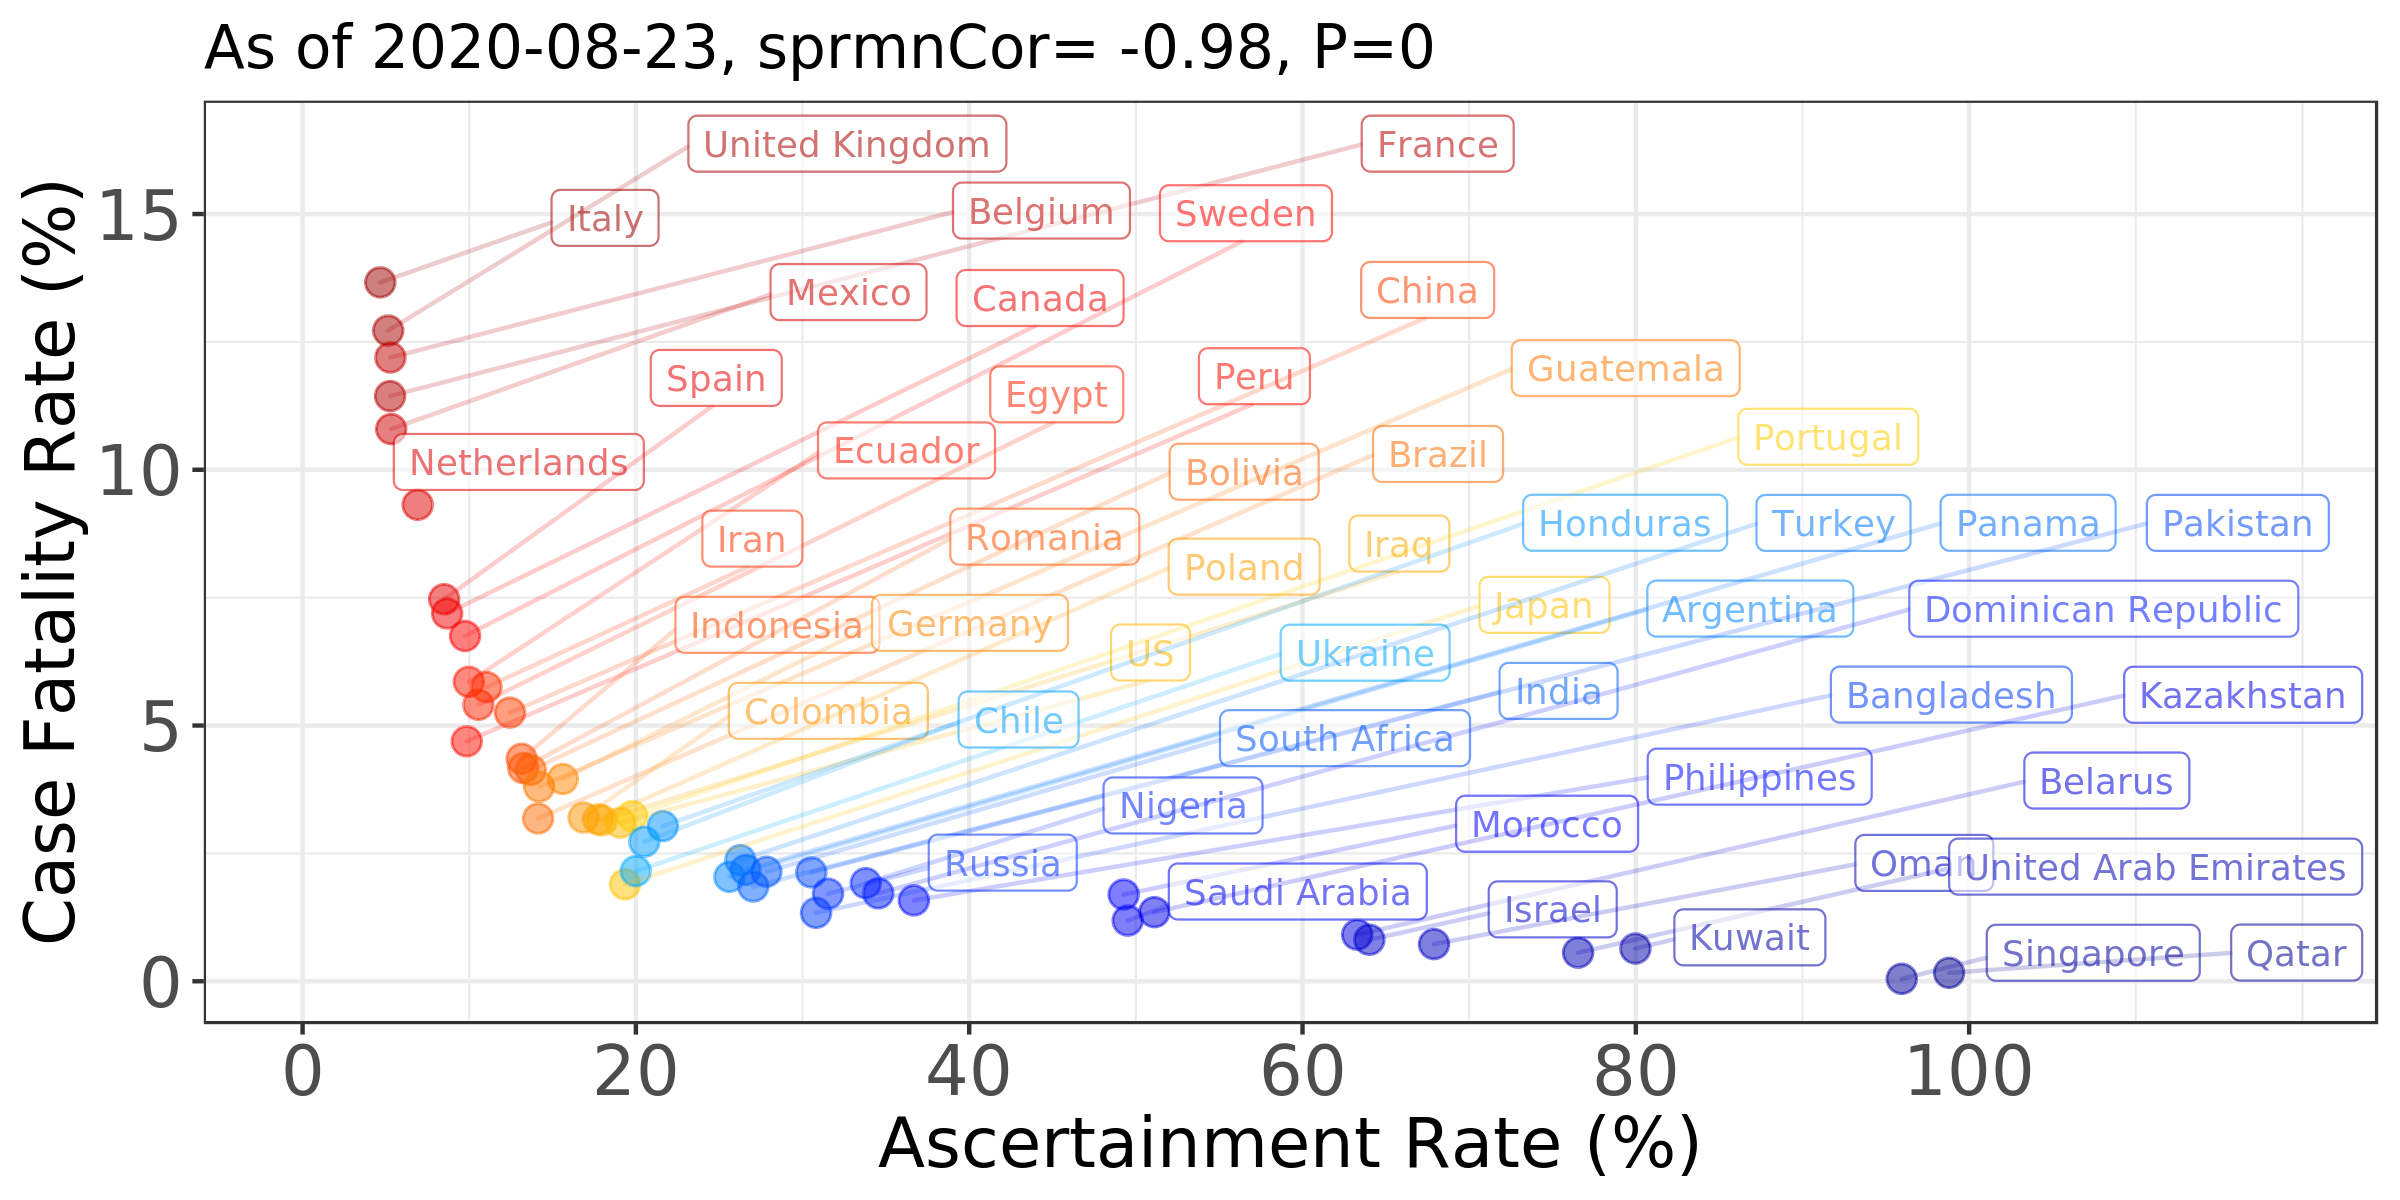 As of 2020-08-23, sprmnCor= -0.98, P=0
Case Fatality Rate (%)
15
10
5
0
United Kingdom
France
Italy
Belgium
Sweden
Mexico
Canada
China
Spain
Egypt
Peru
Guatemala
Netherlands
Ecuador
Bolivia
Brazil
Portugal
Iran
Romania
Poland
Iraq
Honduras
Turkey
Panama
Pakistan
Indonesia
Germany
US
Ukraine
Japan
Argentina
Dominican Republic
Colombia
Chile
South Africa
India
Bangladesh
Kazakhstan
Nigeria
Morocco
Philippines
Belarus
Russia
Saudi Arabia
Israel
Oman
United Arab Emirates
Kuwait
Singapore
Qatar
0
20
40
60
80
100
Ascertainment Rate (%)